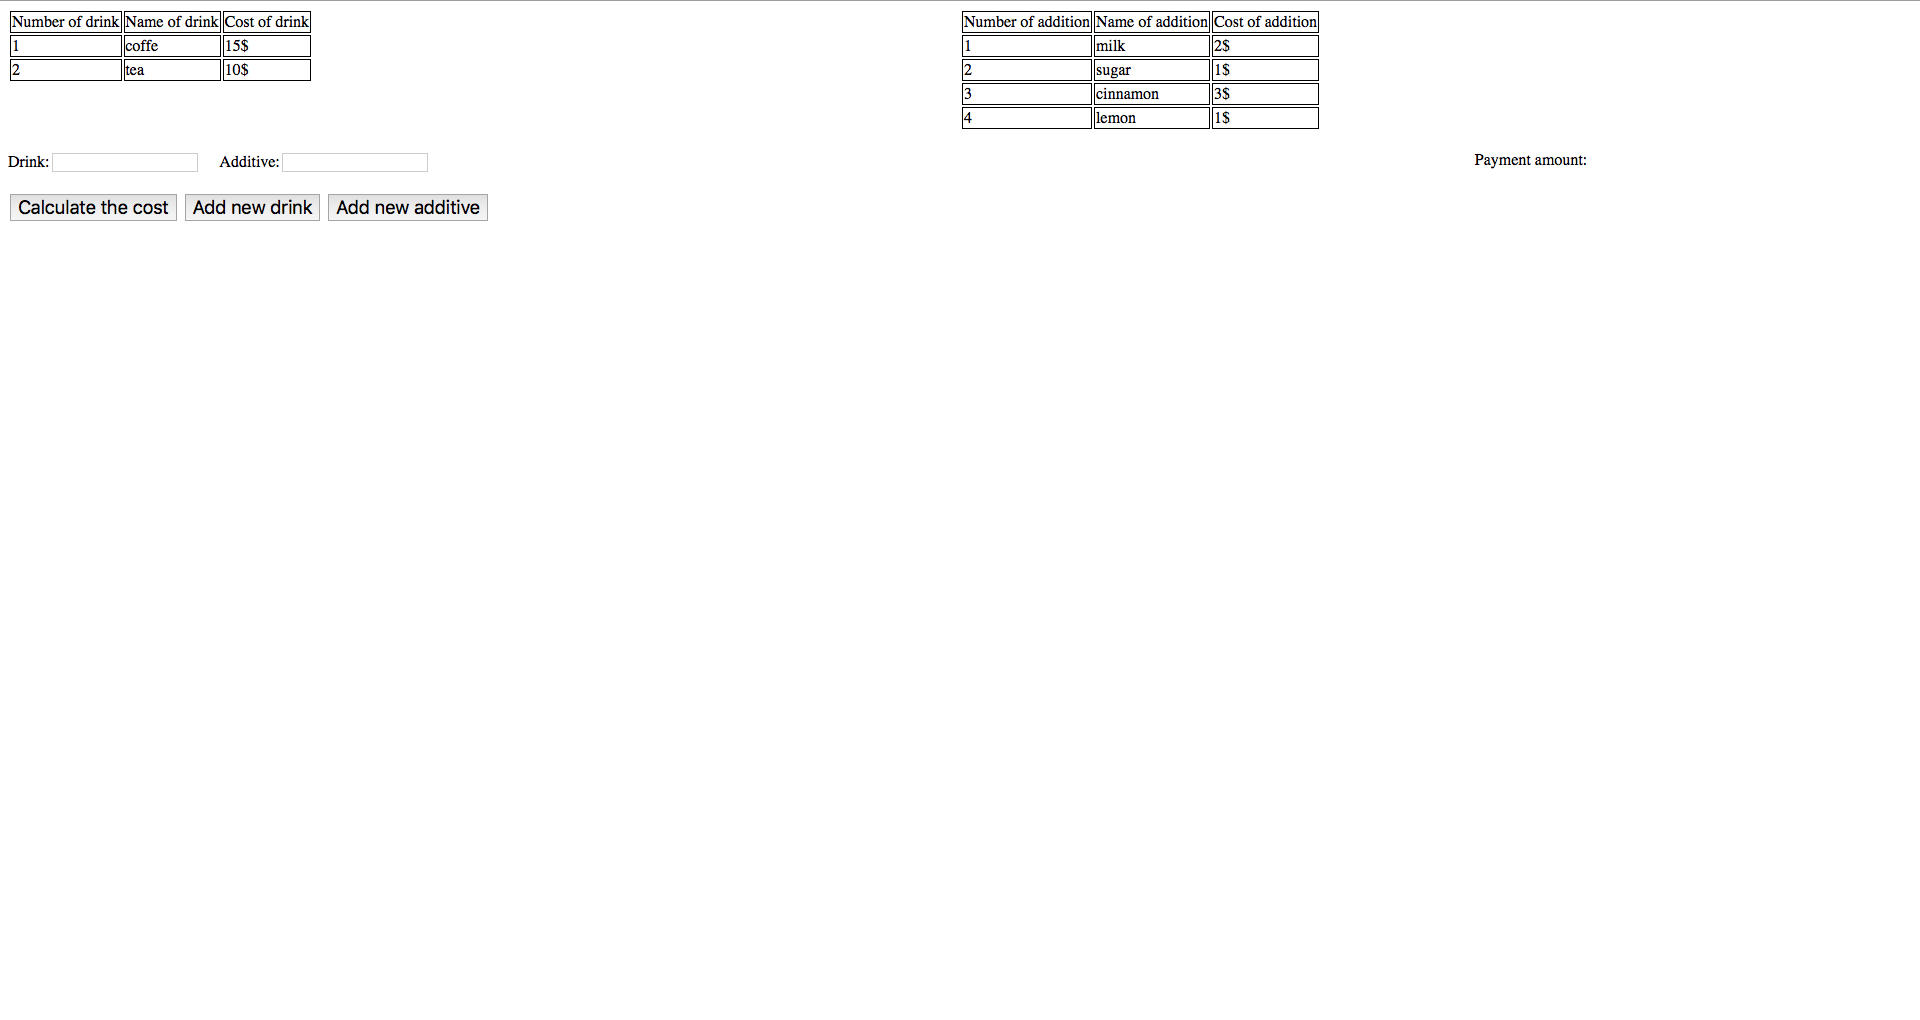 Number of drink Name of drink Cost of drink
1 coffe 15$
2 tea 10$
Number of addition Name of addition Cost of addition
1 milk 2$
2 sugar 1$
3 cinnamon 3$
4 lemon 1$
Drink: Additive: Payment amount:
Calculate the cost Add new drink Add new additive